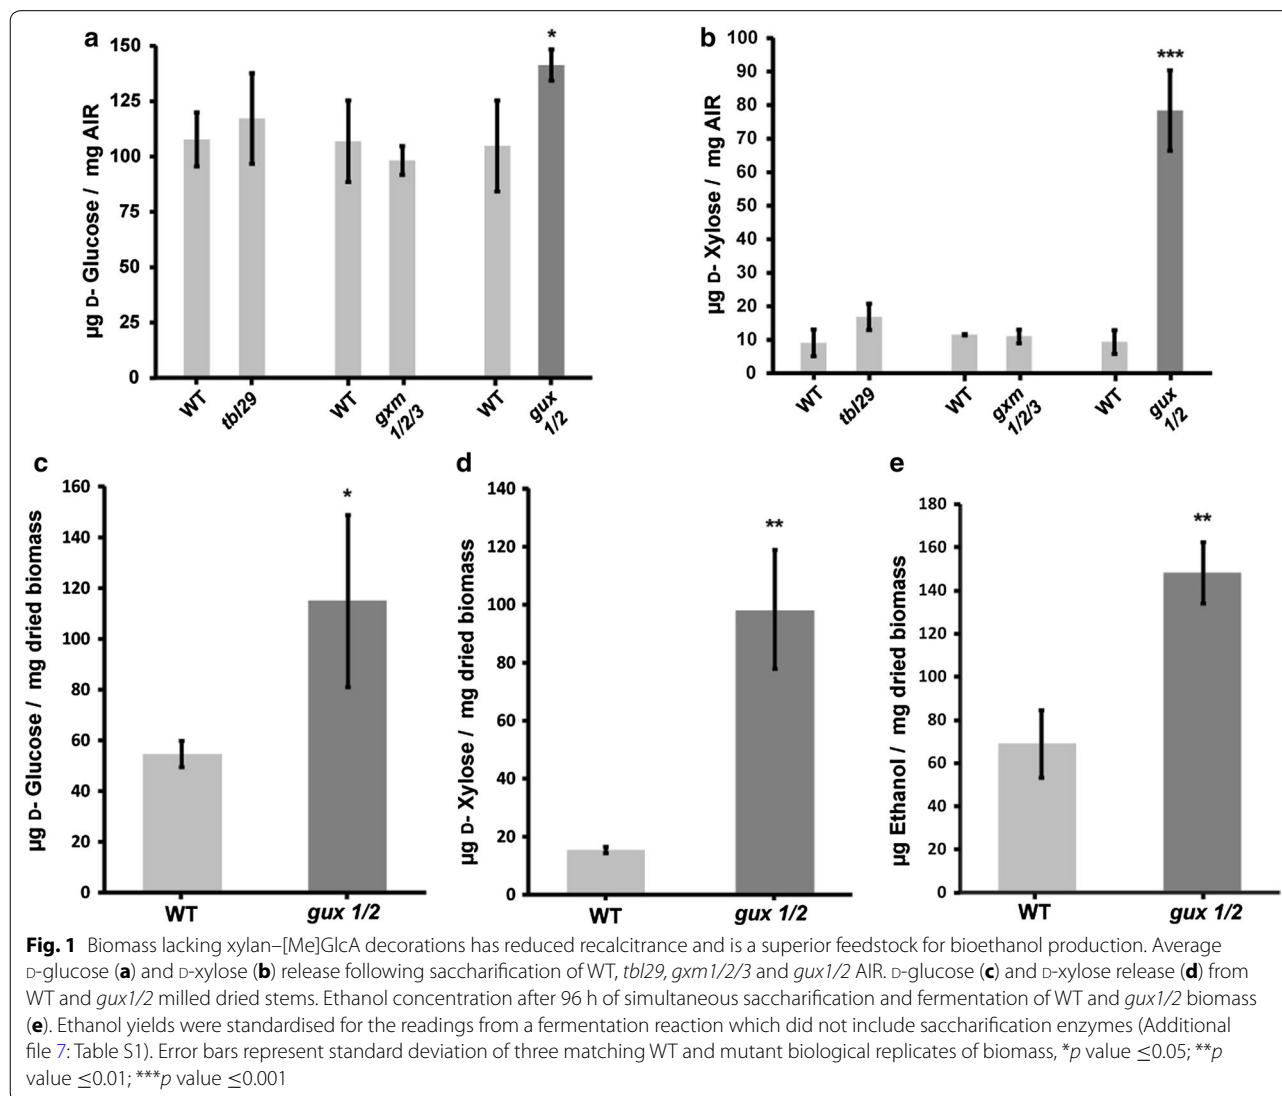 a
150
125
100
75
50
25
0
µg D- Glucose / mg AIR
*
WT
tbl29
WT
gxm
1/2/3
WT
gux
1/2
b
100
90
80
70
60
50
40
30
20
10
0
µg D- Xylose / mg AIR
***
WT
tbl29
WT
gxm
1/2/3
WT
gux
1/2
c
160
140
120
100
80
60
40
20
0
µg D- Glucose / mg dried biomass
*
WT
gux 1/2
d
140
120
100
80
60
40
20
0
µg D- Xylose / mg dried biomass
**
WT
gux 1/2
e
180
160
140
120
100
80
60
40
20
0
µg Ethanol / mg dried biomass
**
WT
gux 1/2
Fig. 1 Biomass lacking xylan–[Me]GlcA decorations has reduced recalcitrance and is a superior feedstock for bioethanol production. Average
D-glucose (a) and D-xylose (b) release following saccharification of WT, tbl29, gxm1/2/3 and gux1/2 AIR. D-glucose (c) and D-xylose release (d) from
WT and gux1/2 milled dried stems. Ethanol concentration after 96 h of simultaneous saccharification and fermentation of WT and gux1/2 biomass
(e). Ethanol yields were standardised for the readings from a fermentation reaction which did not include saccharification enzymes (Additional
file 7: Table S1). Error bars represent standard deviation of three matching WT and mutant biological replicates of biomass, *p value ≤0.05; **p
value ≤0.01; ***p value ≤0.001